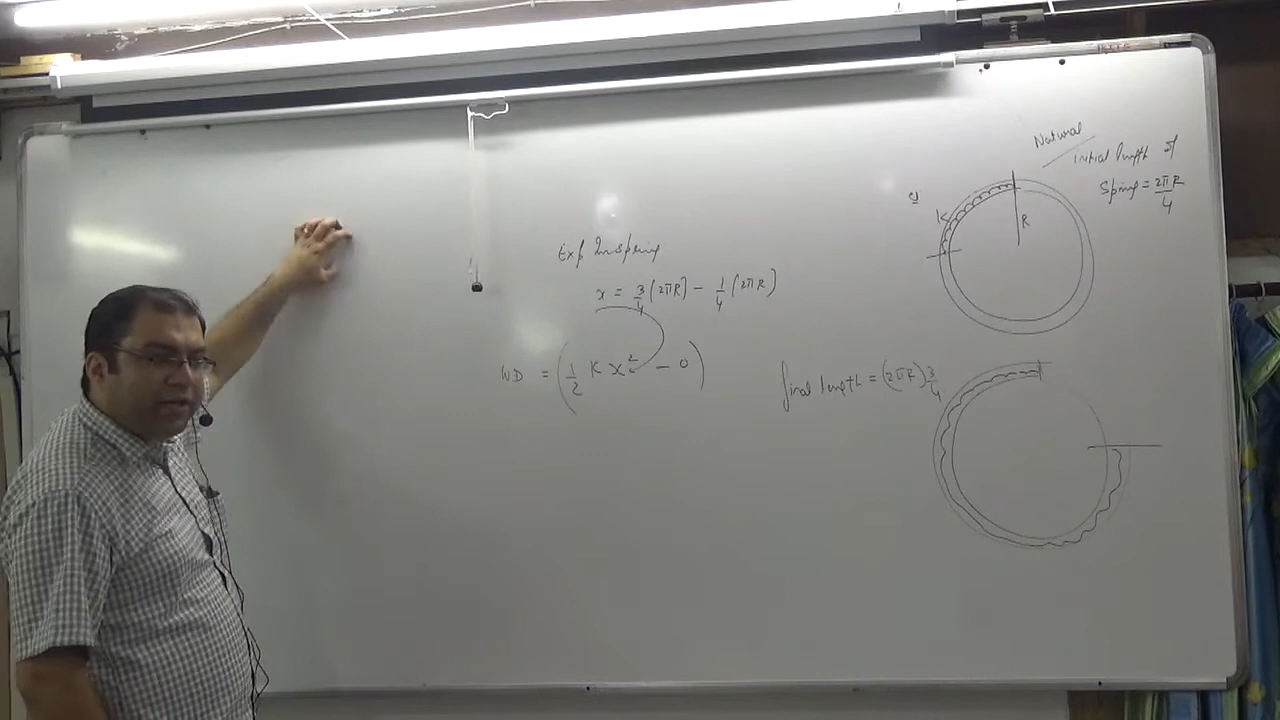 Natural
initial length of
Spring = 2πR/4
Q
K
R
Exp In spring
x = 3/4 (2πR) - 1/4 (2πR)
WD = (1/2 K x² - 0)
final length = (2πR) 3/4